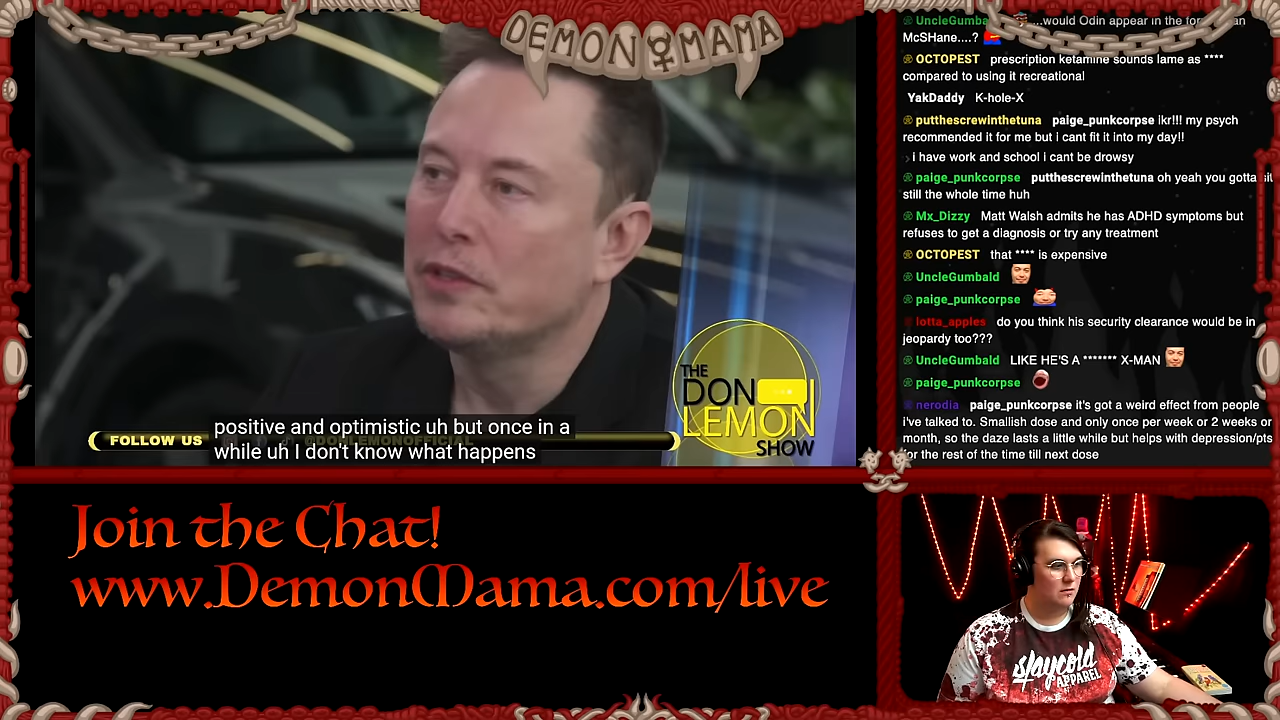 DEMON MAMA
UncleGumba ...would Odin appear in the for an
McSHane....?
OCTOPEST prescription ketamine sounds lame as ****
compared to using it recreational
YakDaddy K-hole-X
putthescrewinthetuna paige_punkcorpse Ikr!!! my psych
recommended it for me but i cant fit it into my day!!
i have work and school i cant be drowsy
paige_punkcorpse putthescrewinthetuna oh yeah you gotta
still the whole time huh
Mx_Dizzy Matt Walsh admits he has ADHD symptoms but
refuses to get a diagnosis or try any treatment
OCTOPEST that **** is expensive
UncleGumbald
paige_punkcorpse
lotta_apples do you think his security clearance would be in
jeopardy too???
UncleGumbald LIKE HE'S A ******* X-MAN
paige_punkcorpse
nerodia paige_punkcorpse it's got a weird effect from people
i've talked to. Smallish dose and only once per week or 2 weeks or
month, so the daze lasts a little while but helps with depression/pts
for the rest of the time till next dose
THE
DON
LEMON
SHOW
FOLLOW US @DONLEMONOFFICIAL
positive and optimistic uh but once in a
while uh I don't know what happens
Join the Chat!
www.DemonMama.com/live
staycold
APPAREL